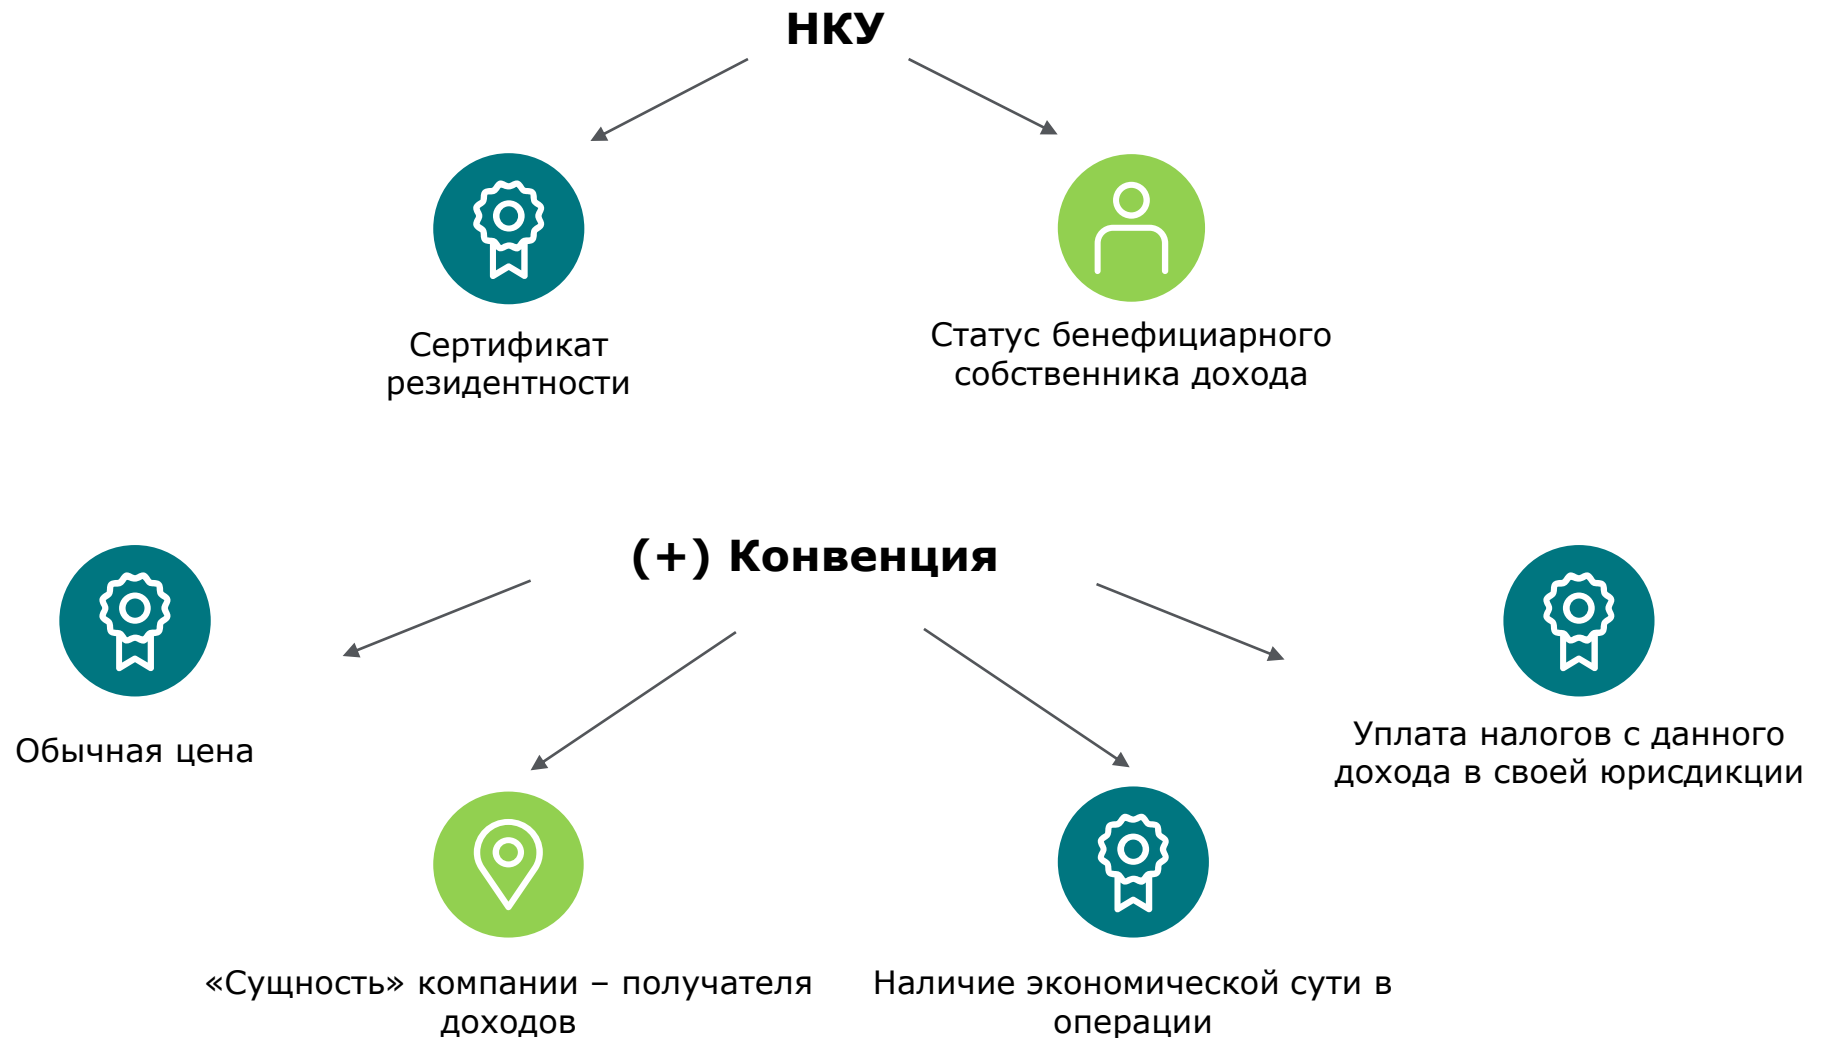 НКУ
Сертификат
резидентности
Статус бенефициарного
собственника дохода
(+) Конвенция
Обычная цена
Уплата налогов с данного
дохода в своей юрисдикции
«Сущность» компании – получателя
доходов
Наличие экономической сути в
операции